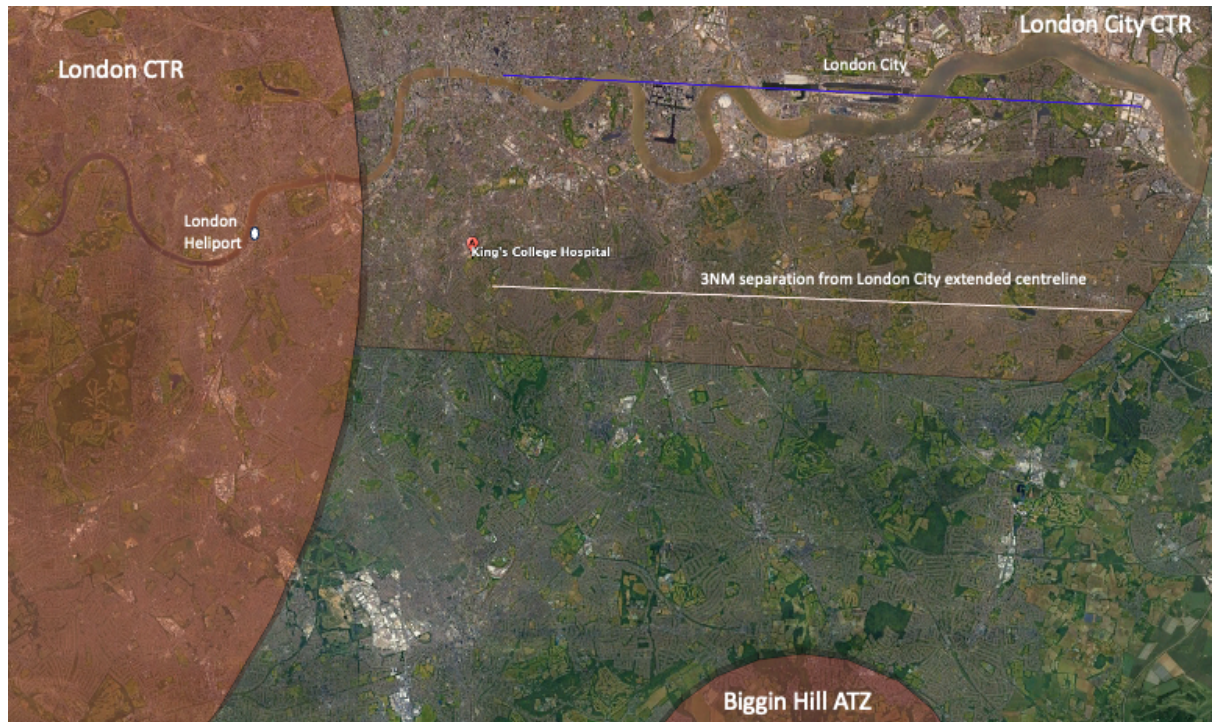 London City CTR
London CTR
London City
London
Heliport
A
King's College Hospital
3NM separation from London City extended centreline
Biggin Hill ATZ